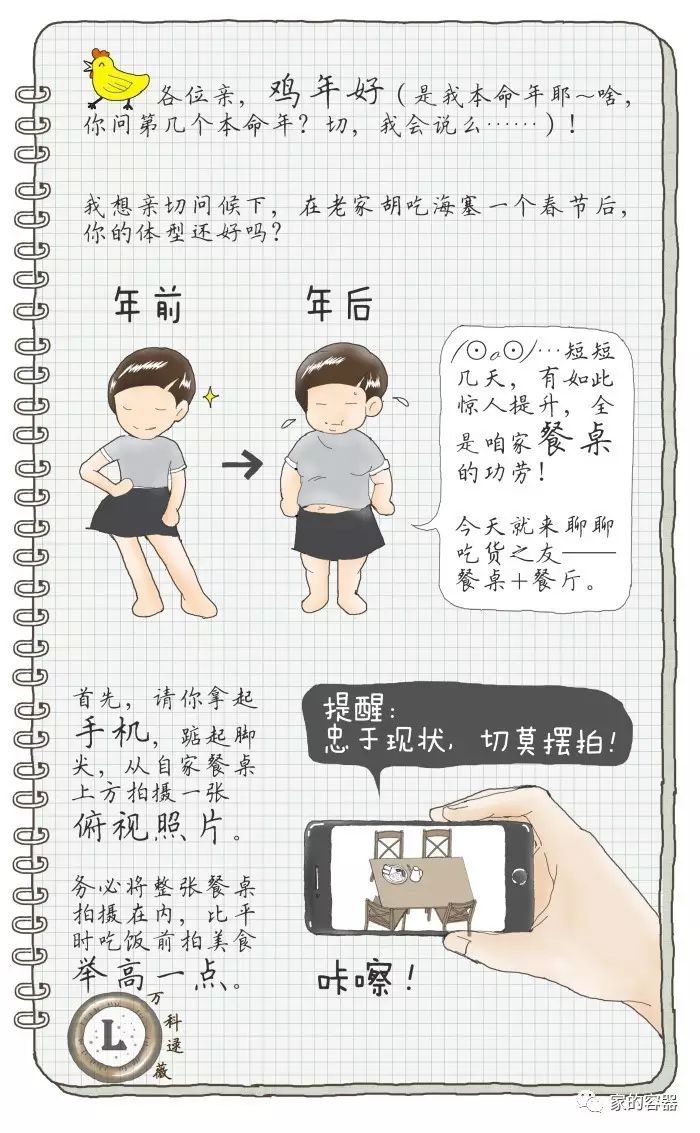 各位亲，鸡年好（是我本命年耶～啥，
你问第几个本命年？切，我会说么……）！
我想亲切问候下，在老家胡吃海塞一个春节后，
你的体型还好吗？
年前
年后
…短短
几天，有如此
惊人提升，全
是咱家餐桌
的功劳！
今天就来聊聊
吃货之友——
餐桌＋餐厅。
首先，请你拿起
手机，踮起脚
尖，从自家餐桌
上方拍摄一张
俯视照片。
务必将整张餐桌
拍摄在内，比平
时吃饭前拍美食
举高一点。
提醒：
忠于现状，切莫摆拍！
咔嚓！
L
万科逯薇
家的容器